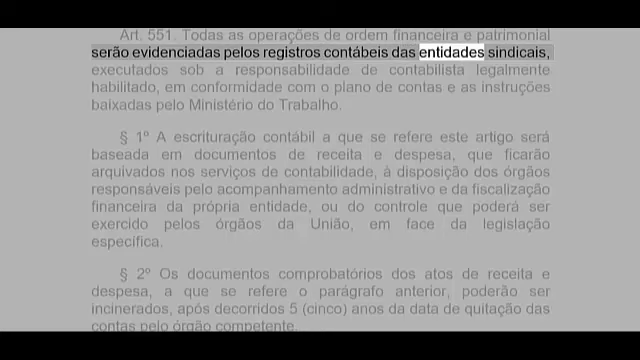 Art. 551. Todas as operações de ordem financeira e patrimonial
serão evidenciadas pelos registros contábeis das entidades sindicais,
executados sob a responsabilidade de contabilista legalmente
habilitado, em conformidade com o plano de contas e as instruções
baixadas pelo Ministério do Trabalho.
§ 1º A escrituração contábil a que se refere este artigo será
baseada em documentos de receita e despesa, que ficarão
arquivados nos serviços de contabilidade, à disposição dos órgãos
responsáveis pelo acompanhamento administrativo e da fiscalização
financeira da própria entidade, ou do controle que poderá ser
exercido pelos órgãos da União, em face da legislação
específica.
§ 2º Os documentos comprobatórios dos atos de receita e
despesa, a que se refere o parágrafo anterior, poderão ser
incinerados, após decorridos 5 (cinco) anos da data de quitação das
contas pelo órgão competente.